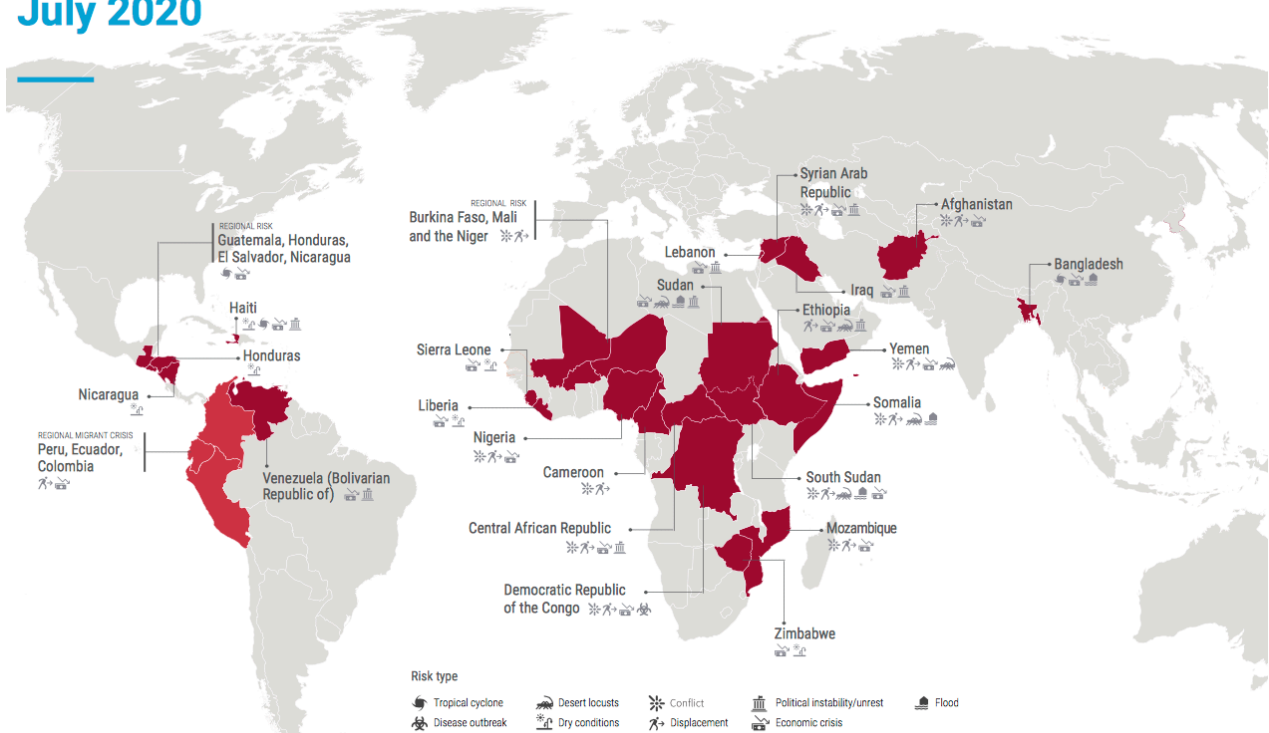 July 2020
REGIONAL RISK
Guatemala, Honduras,
El Salvador, Nicaragua
Haiti
Honduras
Nicaragua
REGIONAL MIGRANT CRISIS
Peru, Ecuador,
Colombia
Venezuela (Bolivarian
Republic of)
REGIONAL RISK
Burkina Faso, Mali
and the Niger
Syrian Arab
Republic
Afghanistan
Lebanon
Bangladesh
Sudan
Iraq
Ethiopia
Sierra Leone
Yemen
Liberia
Somalia
Nigeria
Cameroon
South Sudan
Central African Republic
Mozambique
Democratic Republic
of the Congo
Zimbabwe
Risk type
Tropical cyclone
Desert locusts
Conflict
Political instability/unrest
Flood
Disease outbreak
Dry conditions
Displacement
Economic crisis